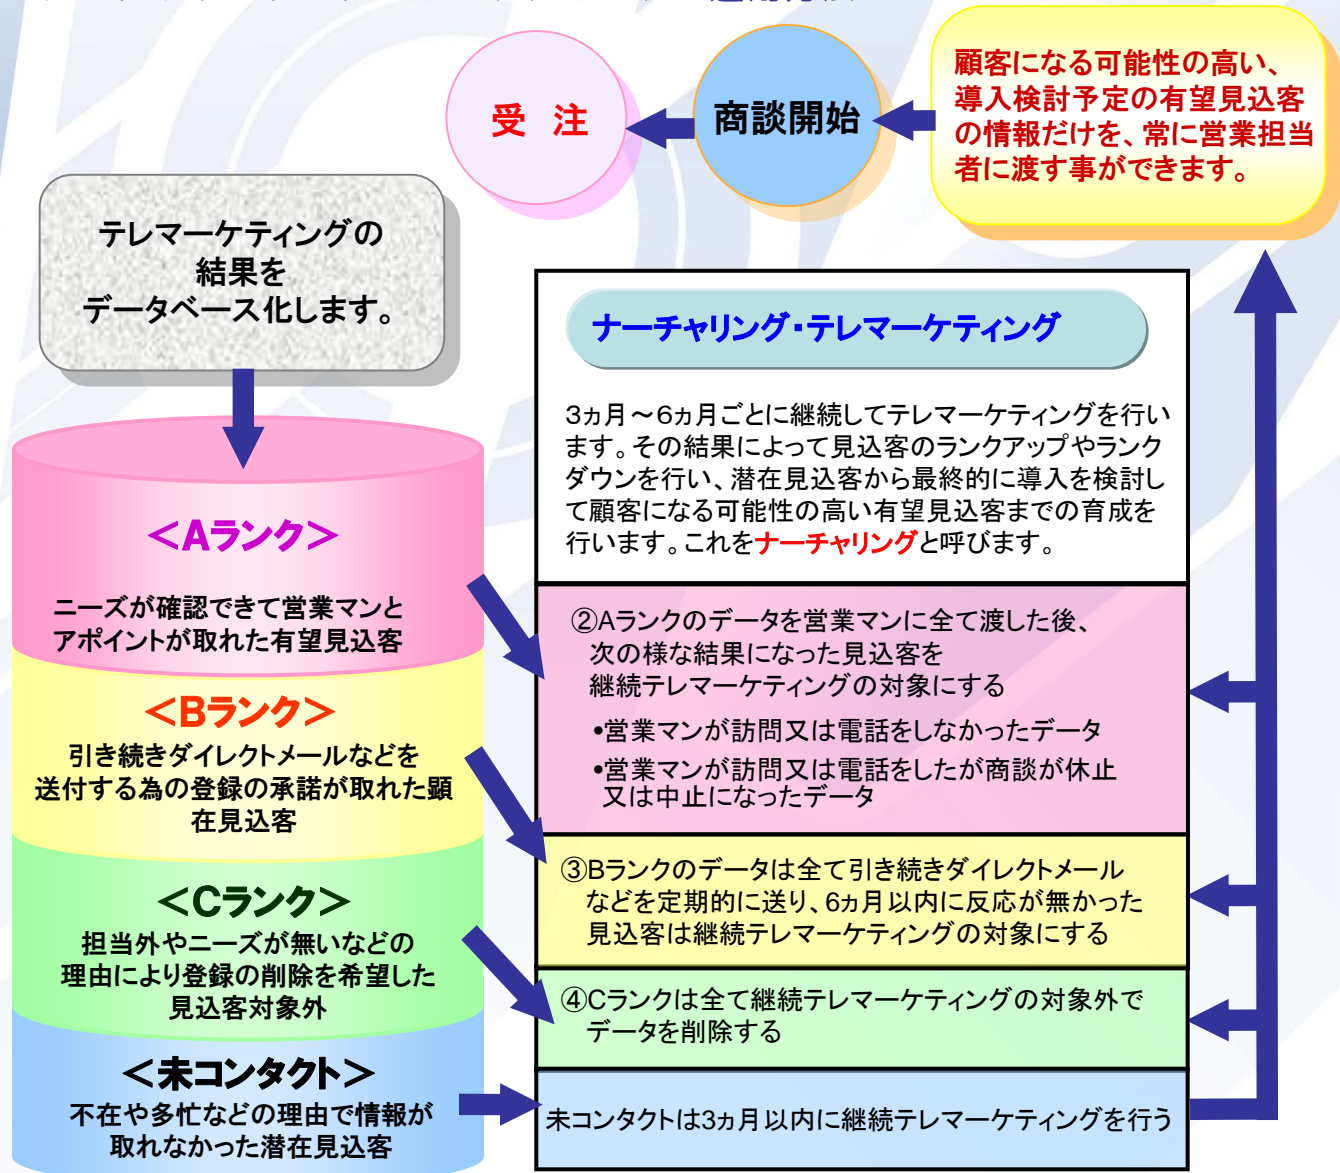 受 注
商談開始
顧客になる可能性の高い、
導入検討予定の有望見込客
の情報だけを、常に営業担当
者に渡す事ができます。
テレマーケティングの
結果を
データベース化します。
＜Aランク＞
ニーズが確認できて営業マンと
アポイントが取れた有望見込客
＜Bランク＞
引き続きダイレクトメールなどを
送付する為の登録の承諾が取れた顕
在見込客
＜Cランク＞
担当外やニーズが無いなどの
理由により登録の削除を希望した
見込客対象外
＜未コンタクト＞
不在や多忙などの理由で情報が
取れなかった潜在見込客
ナーチャリング・テレマーケティング
3ヵ月～6ヵ月ごとに継続してテレマーケティングを行い
ます。その結果によって見込客のランクアップやランク
ダウンを行い、潜在見込客から最終的に導入を検討し
て顧客になる可能性の高い有望見込客までの育成を
行います。これをナーチャリングと呼びます。
②Aランクのデータを営業マンに全て渡した後、
次の様な結果になった見込客を
継続テレマーケティングの対象にする
•営業マンが訪問又は電話をしなかったデータ
•営業マンが訪問又は電話をしたが商談が休止
又は中止になったデータ
③Bランクのデータは全て引き続きダイレクトメール
などを定期的に送り、6ヵ月以内に反応が無かった
見込客は継続テレマーケティングの対象にする
④Cランクは全て継続テレマーケティングの対象外で
データを削除する
未コンタクトは3ヵ月以内に継続テレマーケティングを行う